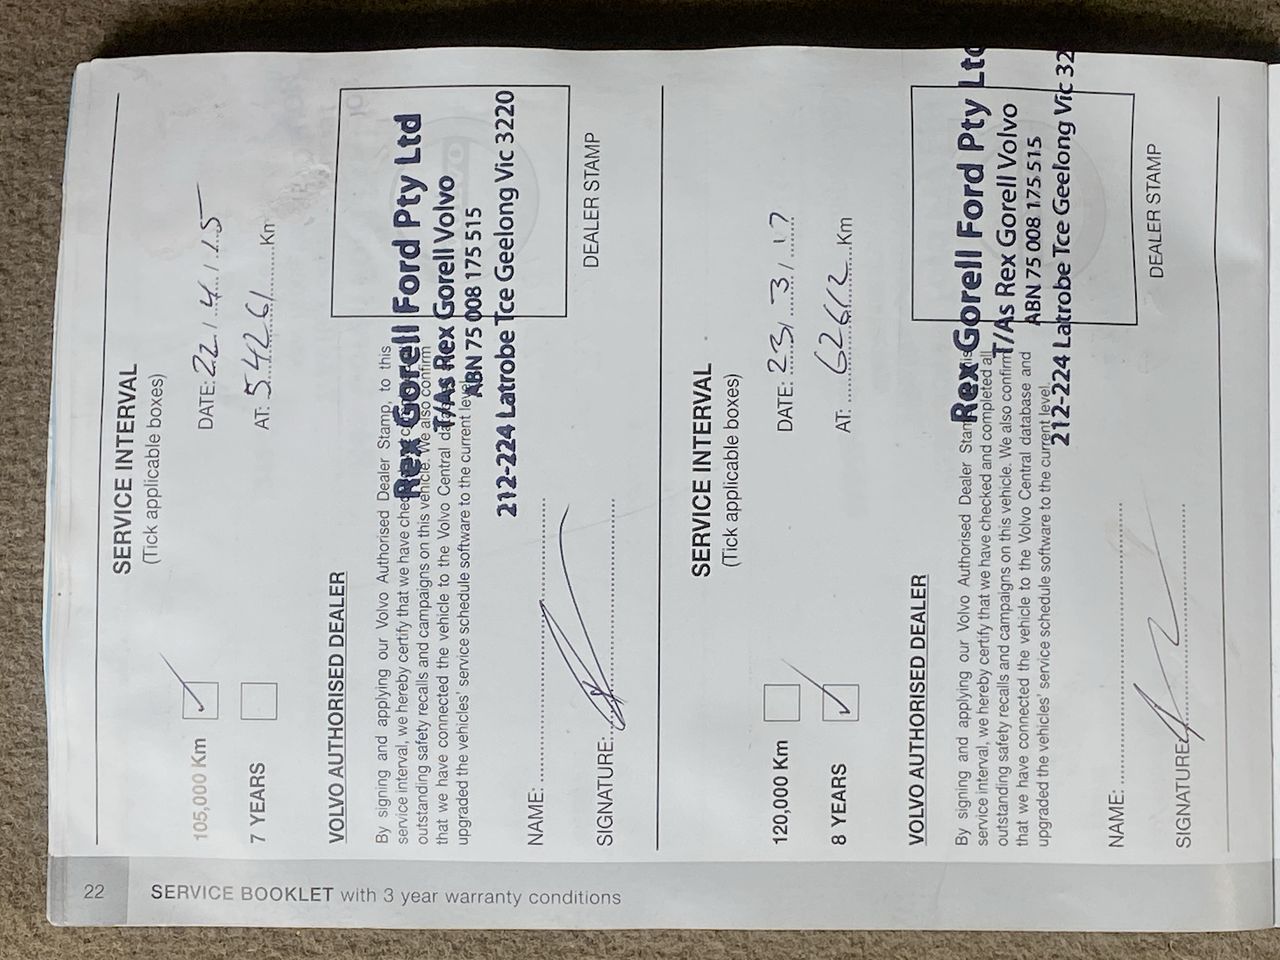 SERVICE INTERVAL
(Tick applicable boxes)
105,000 Km ✓
DATE: 22/4/15
7 YEARS
AT: 54261 Km
VOLVO AUTHORISED DEALER
By signing and applying our Volvo Authorised Dealer Stamp, to this
service interval, we hereby certify that we have
outstanding safety recalls and campaigns on this vehicle. We also confirm
that we have connected the vehicle to the Volvo Central
upgraded the vehicles' service schedule software to the current
Rex Gorell Ford Pty Ltd
T/As Rex Gorell Volvo
ABN 75 008 175 515
212-224 Latrobe Tce Geelong Vic 3220
NAME:
SIGNATURE
DEALER STAMP
SERVICE INTERVAL
(Tick applicable boxes)
120,000 Km
DATE: 23/3/17
8 YEARS ✓
AT: 62612 Km
VOLVO AUTHORISED DEALER
By signing and applying our Volvo Authorised Dealer
service interval, we hereby certify that we have checked and completed all
outstanding safety recalls and campaigns on this vehicle. We also confirm
that we have connected the vehicle to the Volvo Central database and
upgraded the vehicles' service schedule software to the current level.
Rex Gorell Ford Pty Ltd
T/As Rex Gorell Volvo
ABN 75 008 175 515
212-224 Latrobe Tce Geelong Vic 32
NAME:
SIGNATURE
DEALER STAMP
22 SERVICE BOOKLET with 3 year warranty conditions